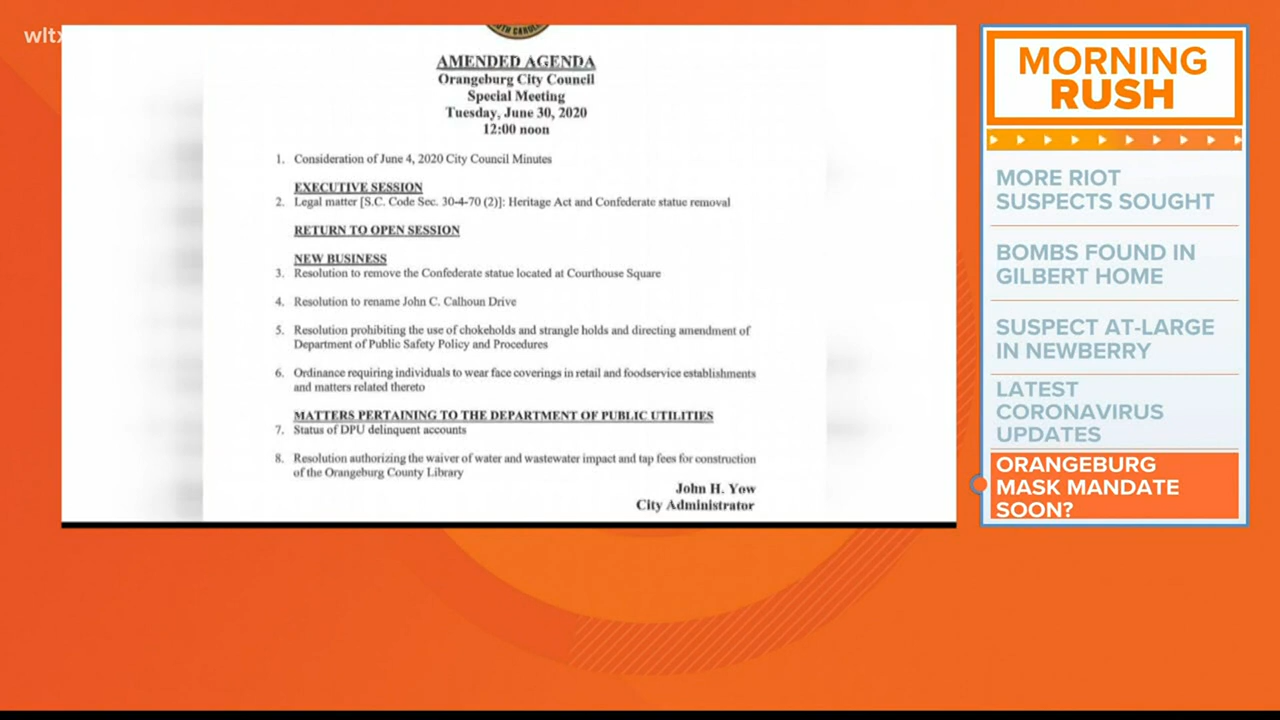 wltx
SOUTH CAROLINA
AMENDED AGENDA
Orangeburg City Council
Special Meeting
Tuesday, June 30, 2020
12:00 noon
1. Consideration of June 4, 2020 City Council Minutes
EXECUTIVE SESSION
2. Legal matter [S.C. Code Sec. 30-4-70 (2)]: Heritage Act and Confederate statue removal
RETURN TO OPEN SESSION
NEW BUSINESS
3. Resolution to remove the Confederate statue located at Courthouse Square
4. Resolution to rename John C. Calhoun Drive
5. Resolution prohibiting the use of chokeholds and strangle holds and directing amendment of
Department of Public Safety Policy and Procedures
6. Ordinance requiring individuals to wear face coverings in retail and foodservice establishments
and matters related thereto
MATTERS PERTAINING TO THE DEPARTMENT OF PUBLIC UTILITIES
7. Status of DPU delinquent accounts
8. Resolution authorizing the waiver of water and wastewater impact and tap fees for construction
of the Orangeburg County Library
John H. Yow
City Administrator
MORNING
RUSH
MORE RIOT
SUSPECTS SOUGHT
BOMBS FOUND IN
GILBERT HOME
SUSPECT AT-LARGE
IN NEWBERRY
LATEST
CORONAVIRUS
UPDATES
ORANGEBURG
MASK MANDATE
SOON?